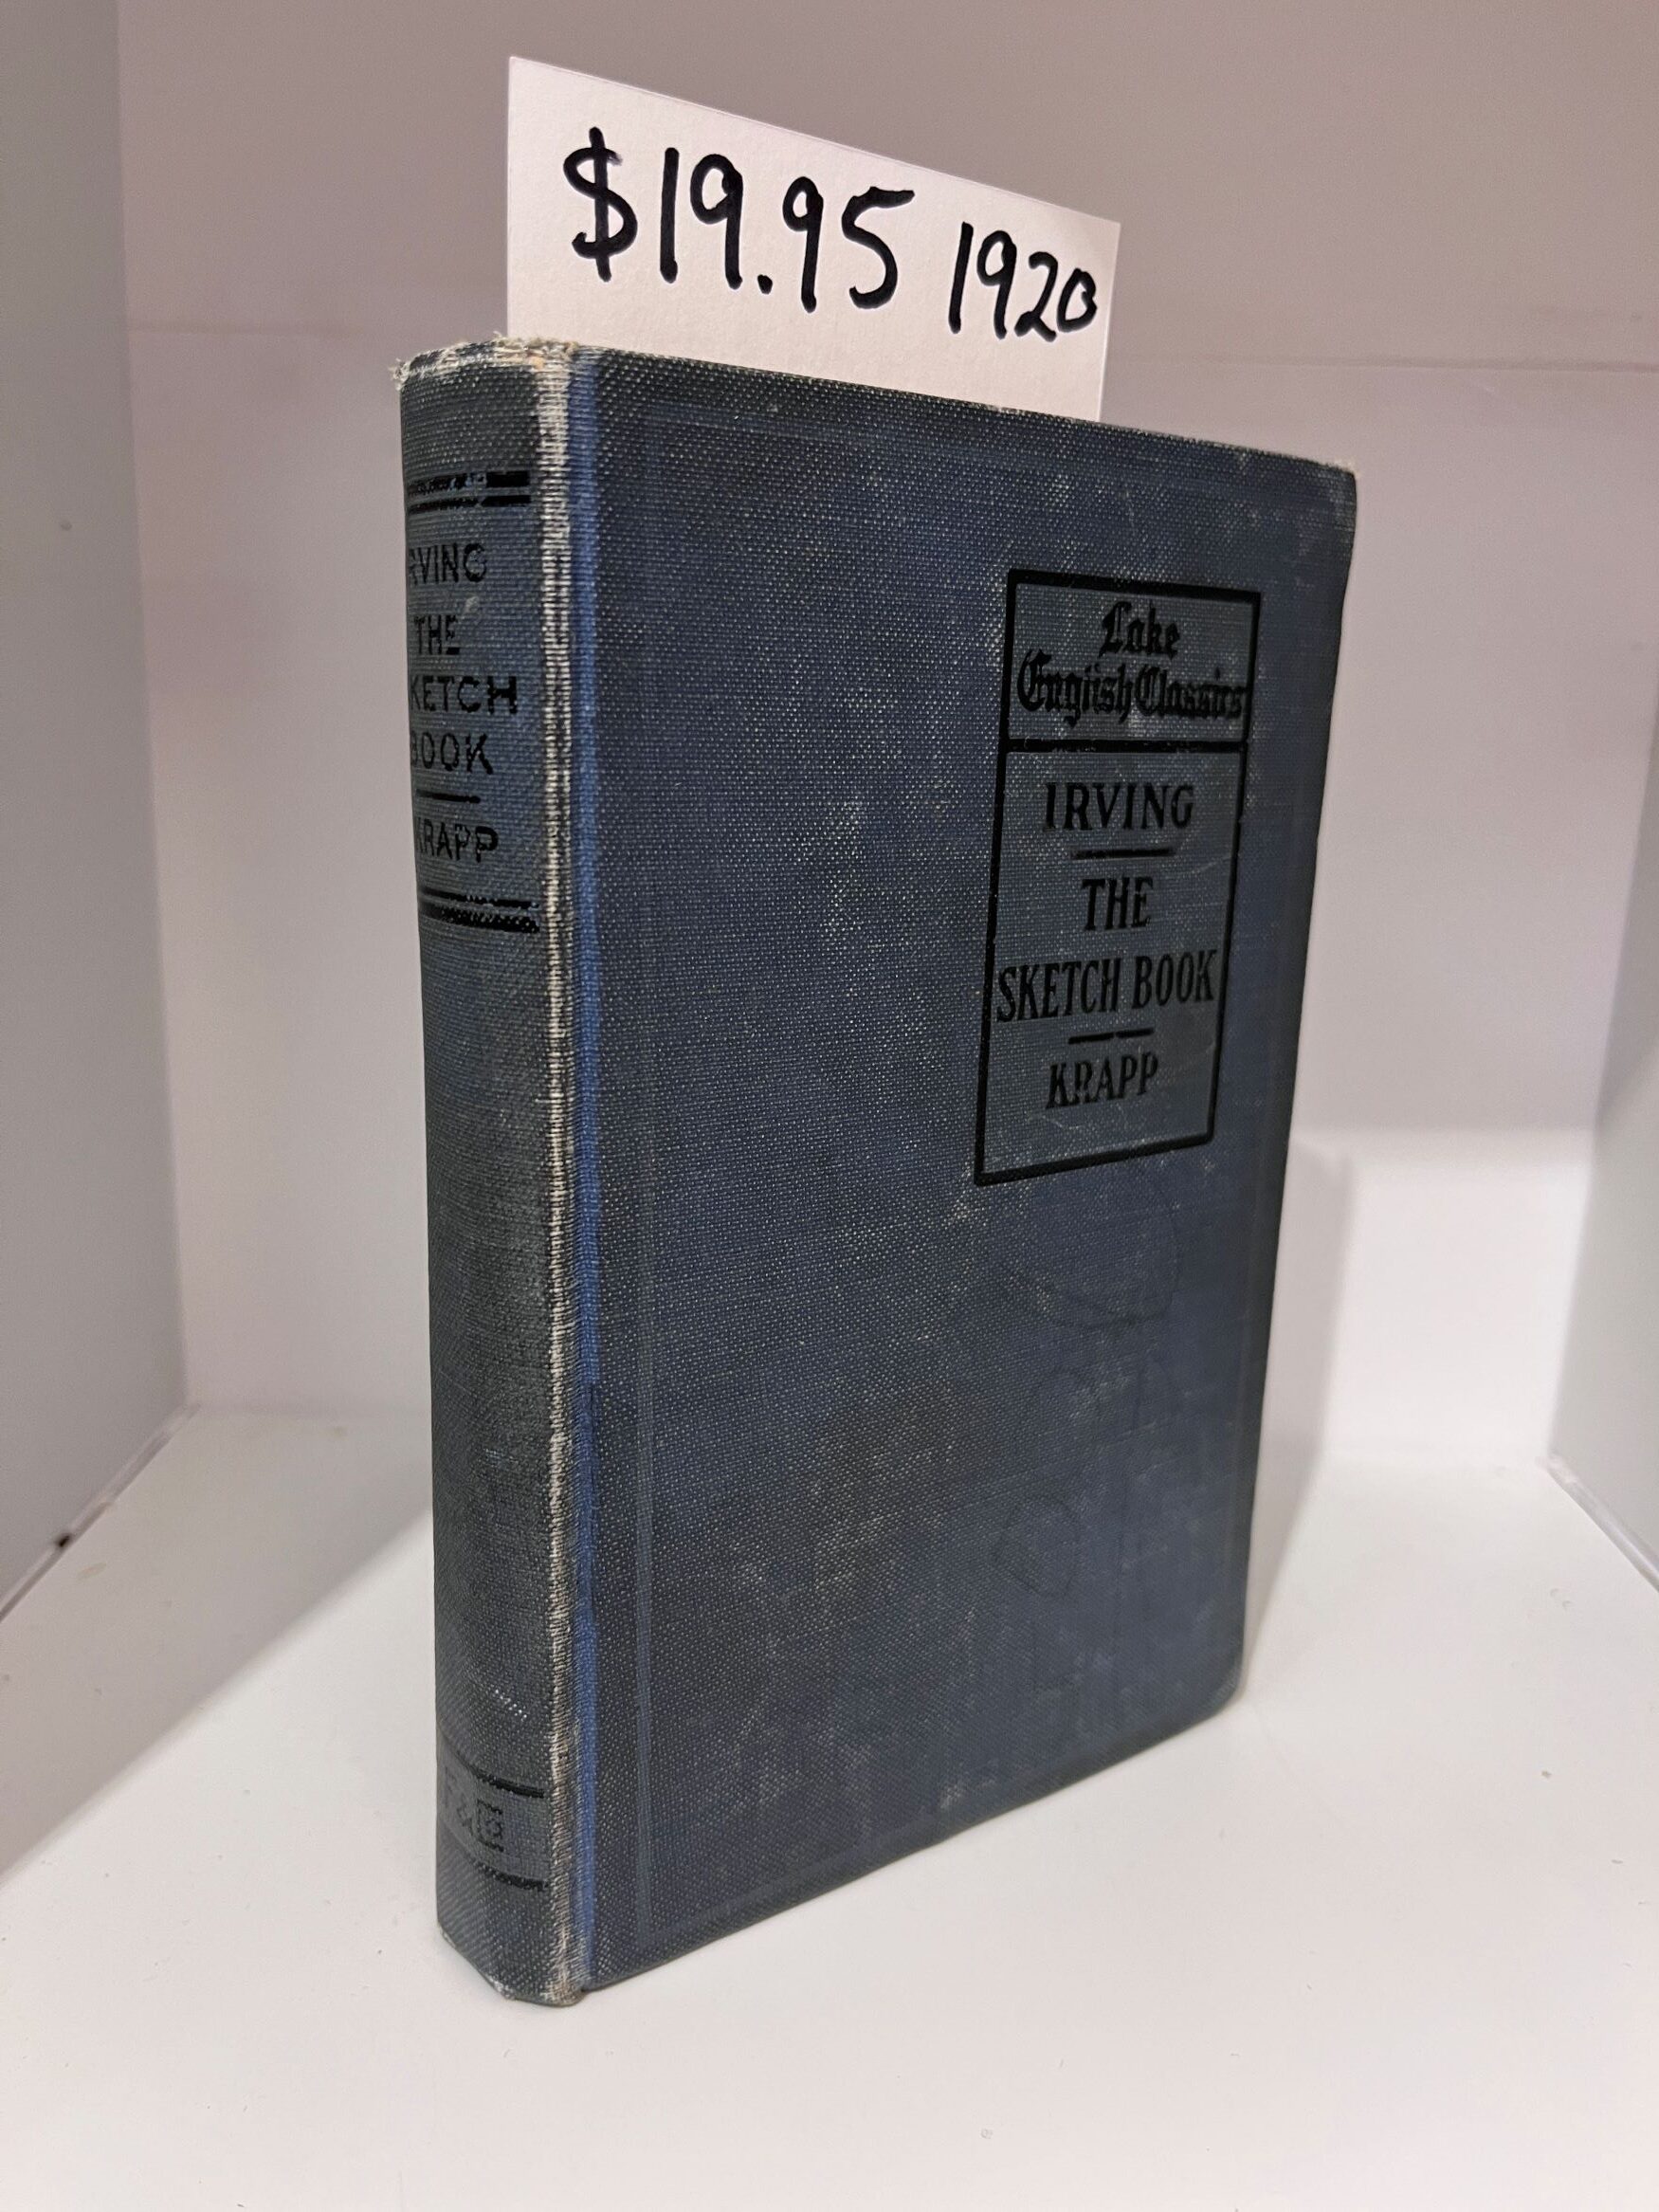 $19.95 1920
IRVING
THE
SKETCH
BOOK
KRAPP
Lake
English Classics
IRVING
THE
SKETCH BOOK
KRAPP